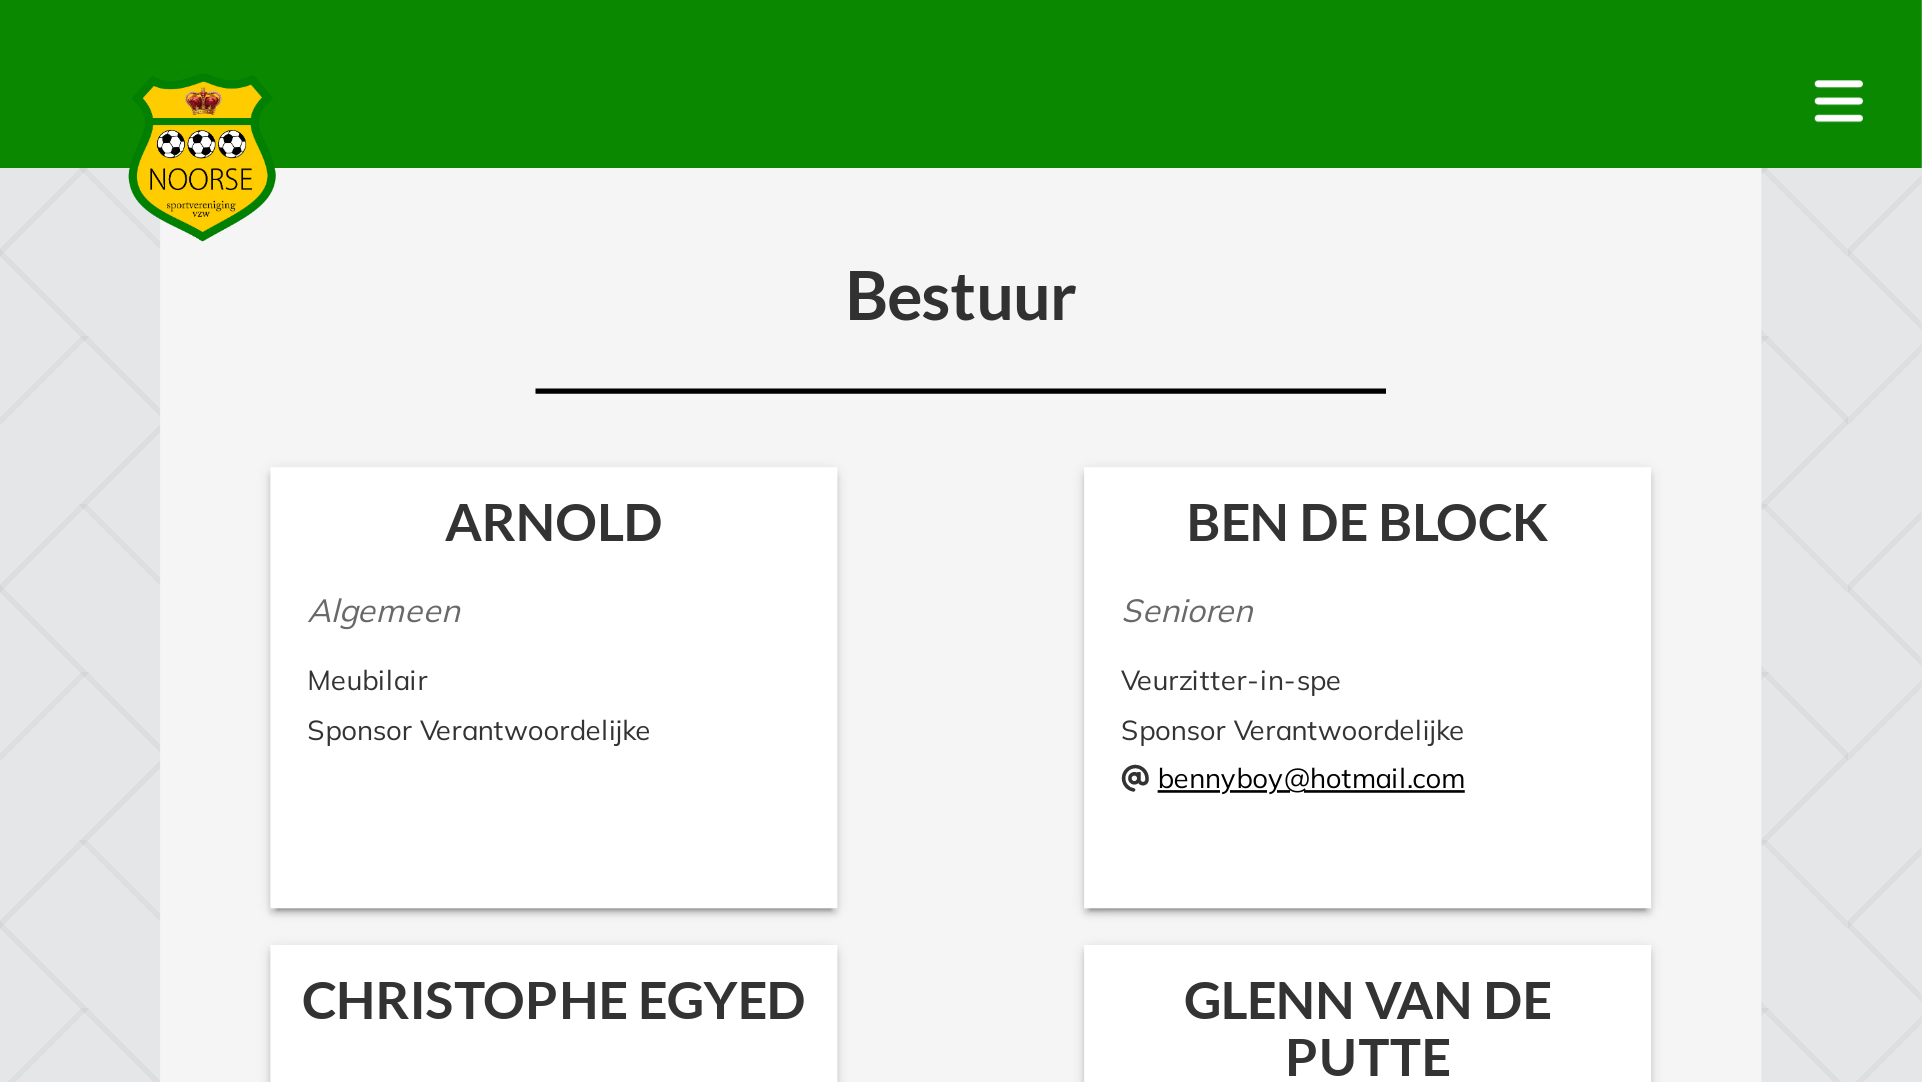 NOORSE
sportvereniging
vzw
Bestuur
ARNOLD
Algemeen
Meubilair
Sponsor Verantwoordelijke
BEN DE BLOCK
Senioren
Veurzitter-in-spe
Sponsor Verantwoordelijke
@ bennyboy@hotmail.com
CHRISTOPHE EGYED
GLENN VAN DE
PUTTE